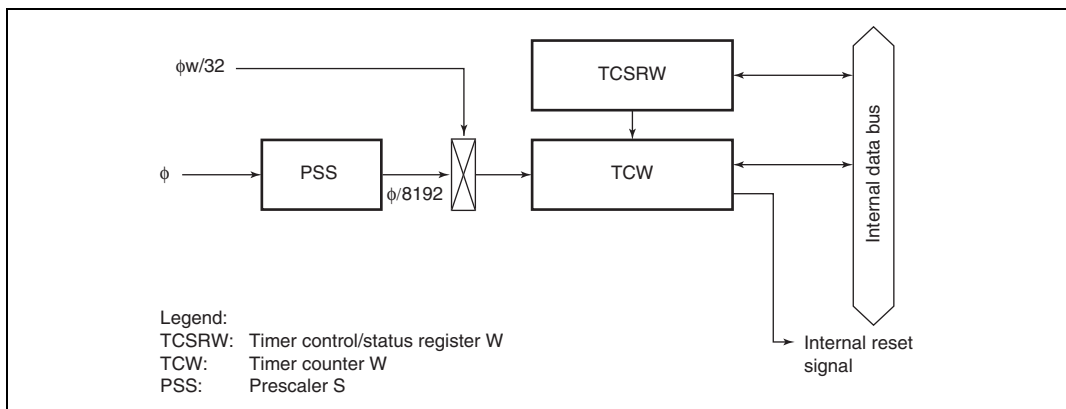 φw/32
TCSRW
φ
PSS
φ/8192
TCW
Internal data bus
Legend:
TCSRW: Timer control/status register W
TCW: Timer counter W
PSS: Prescaler S
Internal reset
signal